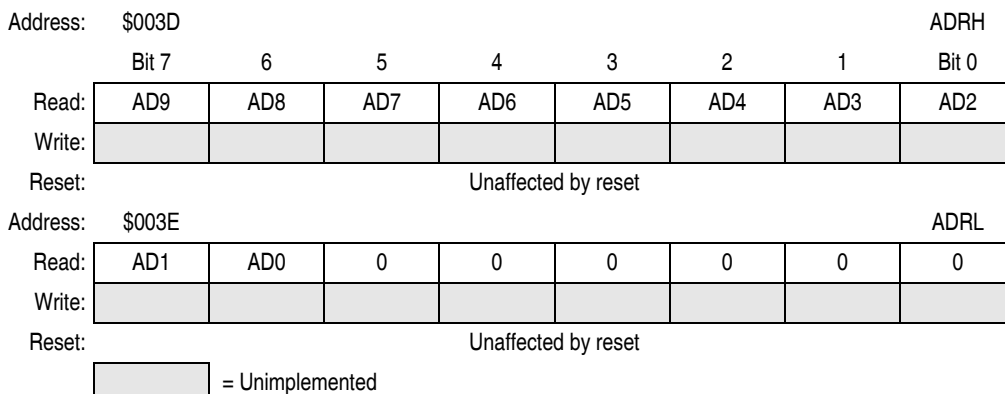 Address: $003D ADRH
Bit 7 6 5 4 3 2 1 Bit 0
Read: AD9 AD8 AD7 AD6 AD5 AD4 AD3 AD2
Write:
Reset: Unaffected by reset
Address: $003E ADRL
Read: AD1 AD0 0 0 0 0 0 0
Write:
Reset: Unaffected by reset
= Unimplemented